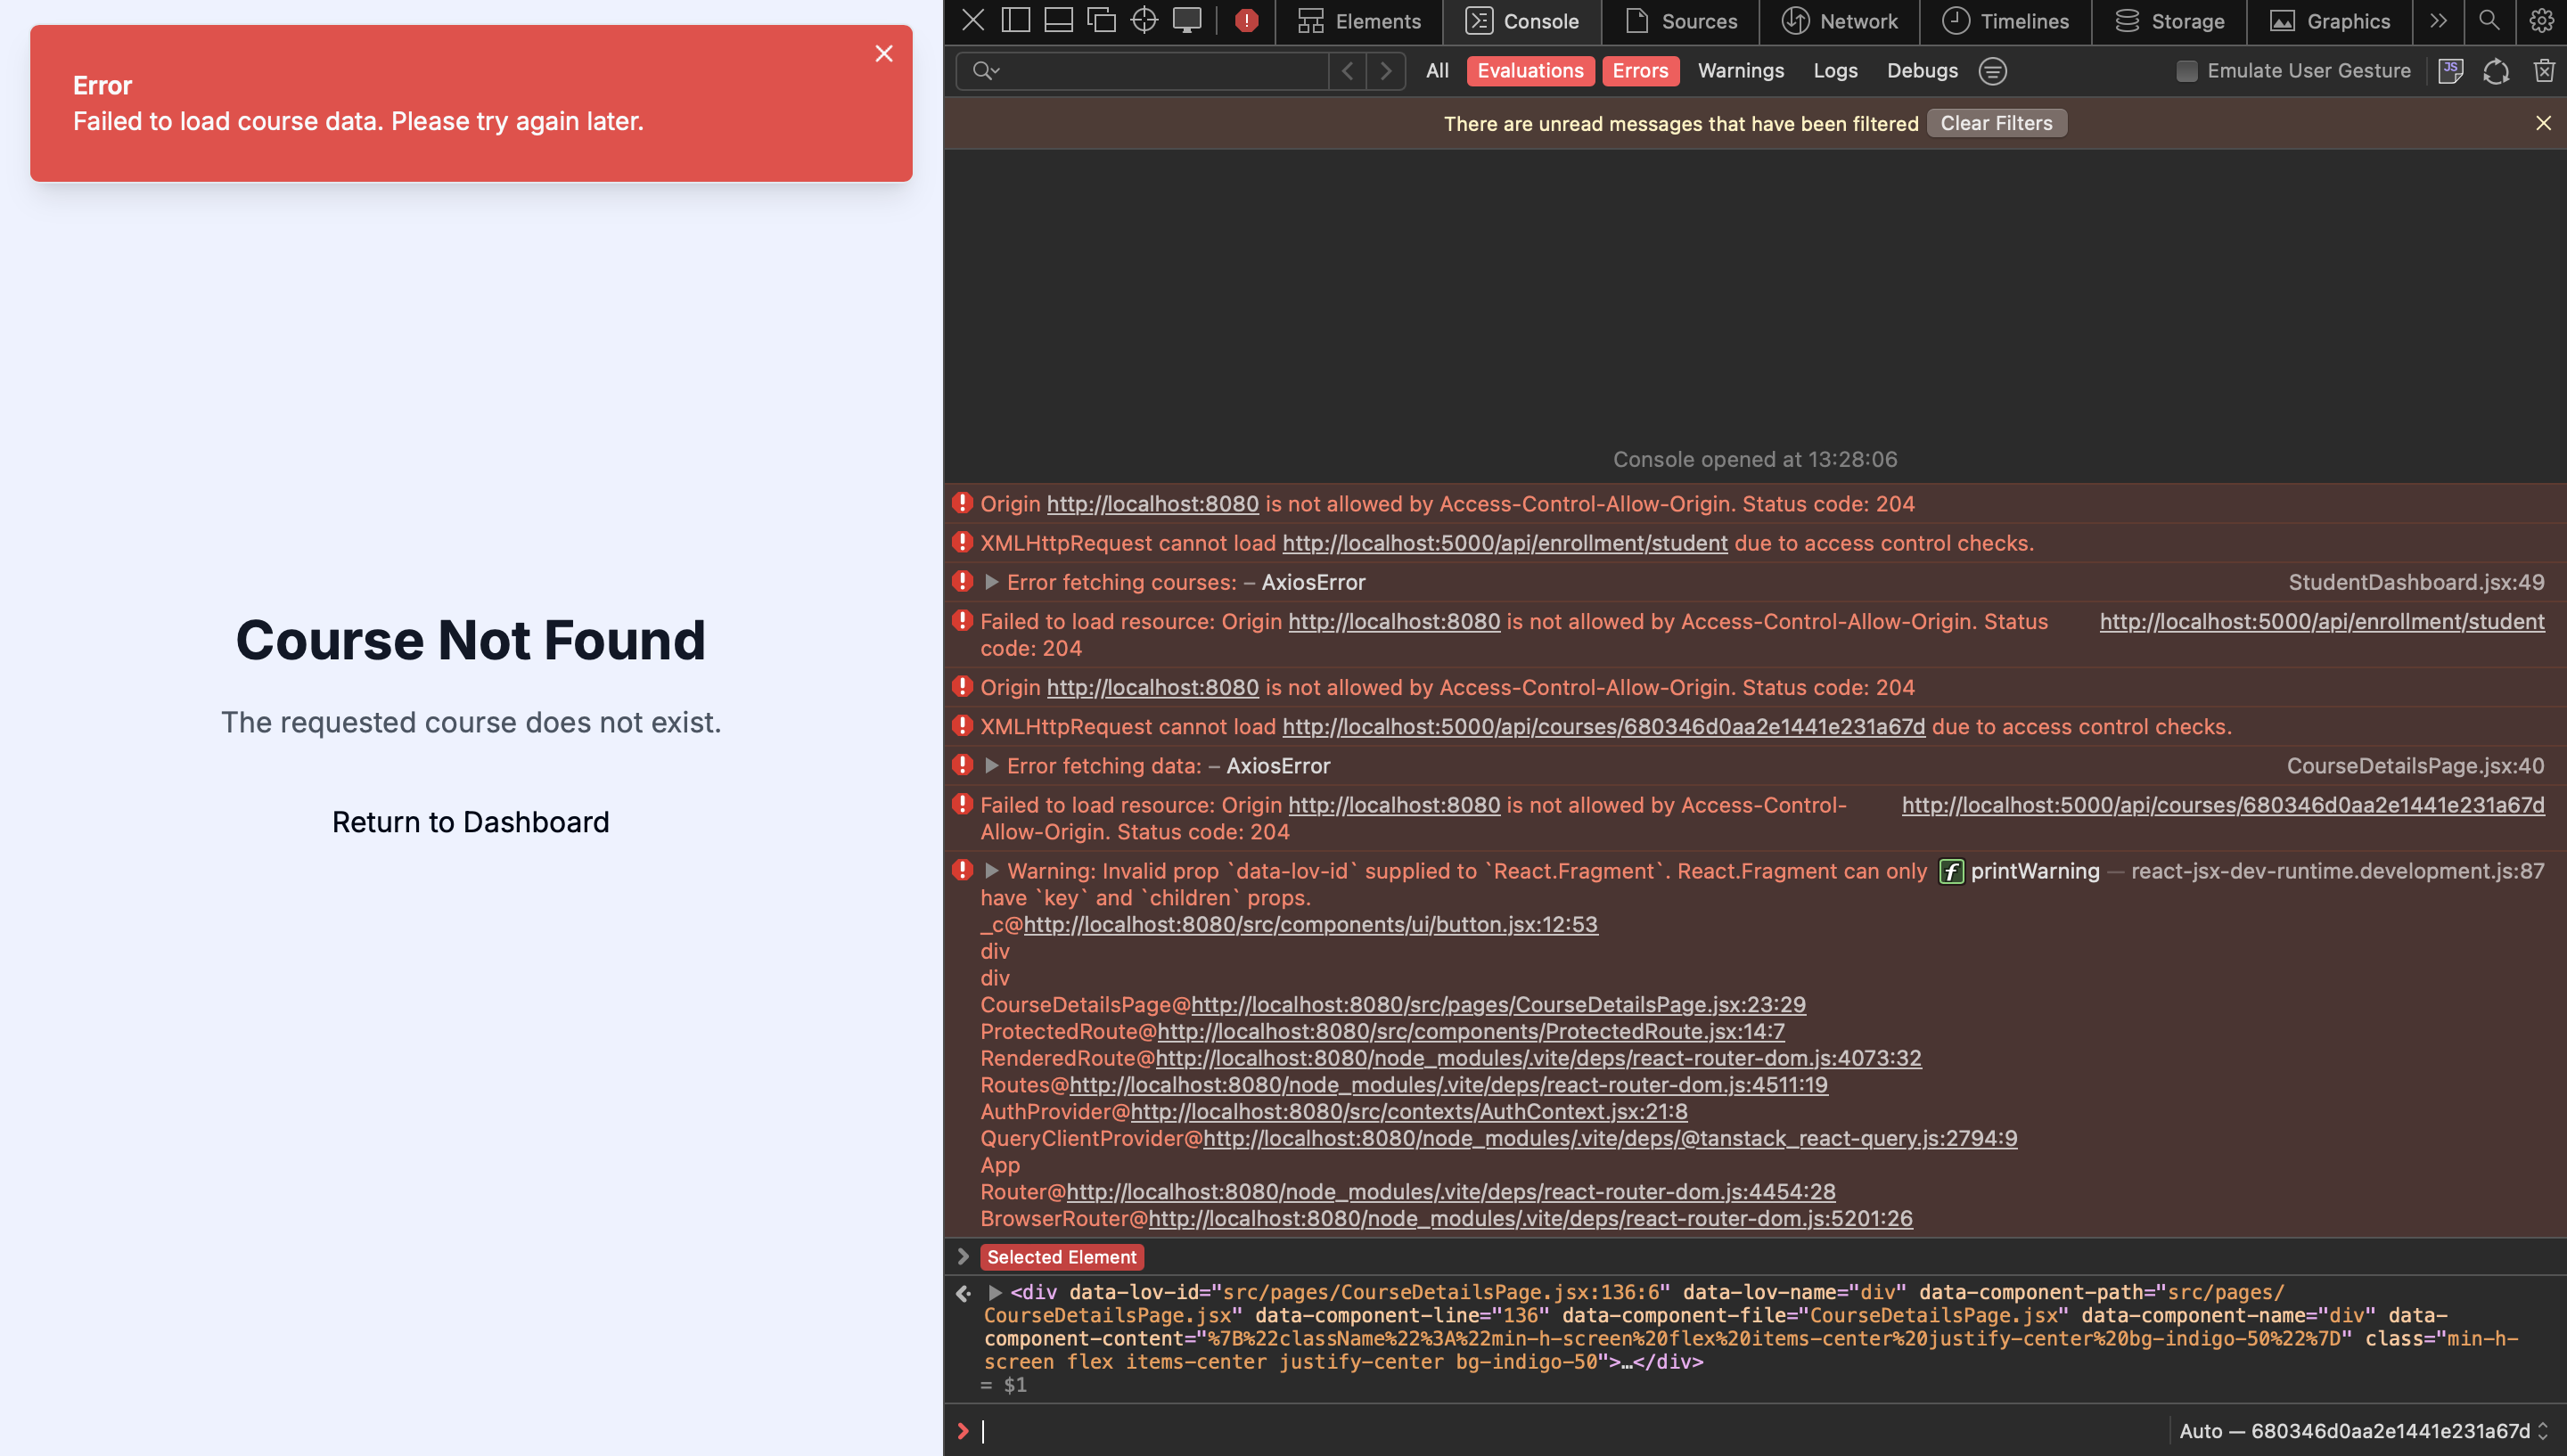 Error
Failed to load course data. Please try again later.
Course Not Found
The requested course does not exist.
Return to Dashboard
Elements
Console
Sources
Network
Timelines
Storage
Graphics
All
Evaluations
Errors
Warnings
Logs
Debugs
Emulate User Gesture
JS
There are unread messages that have been filtered
Clear Filters
Console opened at 13:28:06
Origin http://localhost:8080 is not allowed by Access-Control-Allow-Origin. Status code: 204
XMLHttpRequest cannot load http://localhost:5000/api/enrollment/student due to access control checks.
Error fetching courses: – AxiosError
StudentDashboard.jsx:49
Failed to load resource: Origin http://localhost:8080 is not allowed by Access-Control-Allow-Origin. Status
http://localhost:5000/api/enrollment/student
code: 204
Origin http://localhost:8080 is not allowed by Access-Control-Allow-Origin. Status code: 204
XMLHttpRequest cannot load http://localhost:5000/api/courses/680346d0aa2e1441e231a67d due to access control checks.
Error fetching data: – AxiosError
CourseDetailsPage.jsx:40
Failed to load resource: Origin http://localhost:8080 is not allowed by Access-Control-
http://localhost:5000/api/courses/680346d0aa2e1441e231a67d
Allow-Origin. Status code: 204
Warning: Invalid prop `data-lov-id` supplied to `React.Fragment`. React.Fragment can only
f printWarning — react-jsx-dev-runtime.development.js:87
have `key` and `children` props.
_c@http://localhost:8080/src/components/ui/button.jsx:12:53
div
div
CourseDetailsPage@http://localhost:8080/src/pages/CourseDetailsPage.jsx:23:29
ProtectedRoute@http://localhost:8080/src/components/ProtectedRoute.jsx:14:7
RenderedRoute@http://localhost:8080/node_modules/.vite/deps/react-router-dom.js:4073:32
Routes@http://localhost:8080/node_modules/.vite/deps/react-router-dom.js:4511:19
AuthProvider@http://localhost:8080/src/contexts/AuthContext.jsx:21:8
QueryClientProvider@http://localhost:8080/node_modules/.vite/deps/@tanstack_react-query.js:2794:9
App
Router@http://localhost:8080/node_modules/.vite/deps/react-router-dom.js:4454:28
BrowserRouter@http://localhost:8080/node_modules/.vite/deps/react-router-dom.js:5201:26
Selected Element
<div data-lov-id="src/pages/CourseDetailsPage.jsx:136:6" data-lov-name="div" data-component-path="src/pages/
CourseDetailsPage.jsx" data-component-line="136" data-component-file="CourseDetailsPage.jsx" data-component-name="div" data-
component-content="%7B%22className%22%3A%22min-h-screen%20flex%20items-center%20justify-center%20bg-indigo-50%22%7D" class="min-h-
screen flex items-center justify-center bg-indigo-50">…</div>
= $1
Auto — 680346d0aa2e1441e231a67d